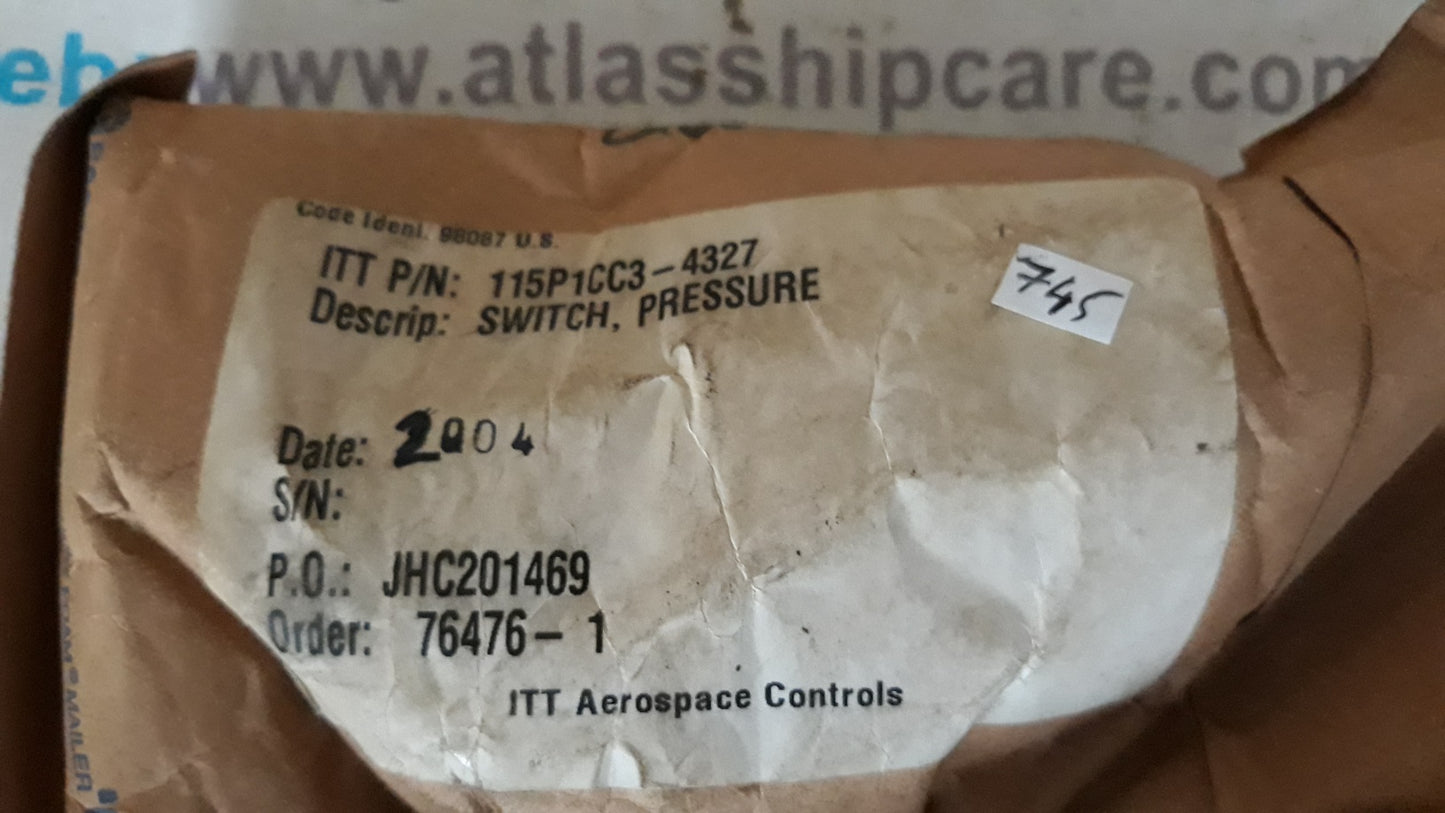 www.atlasshipcare.com
Code Ident. 98087 U.S.
ITT P/N: 115P1CC3-4327
Descrip: SWITCH, PRESSURE
745
Date: 2004
S/N:
P.O.: JHC201469
Order: 76476-1
ITT Aerospace Controls
MAILER